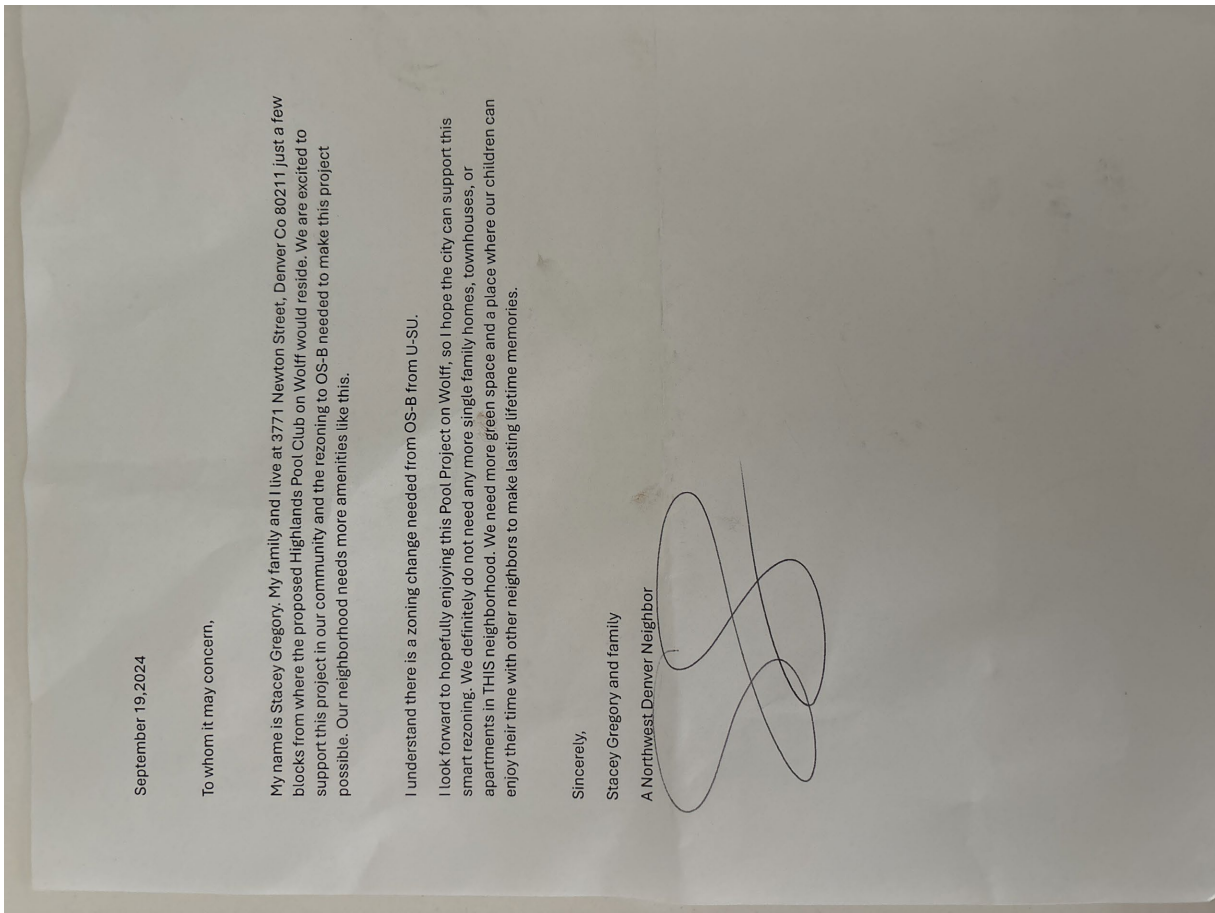 September 19,2024
To whom it may concern,
My name is Stacey Gregory. My family and I live at 3771 Newton Street, Denver Co 80211 just a few
blocks from where the proposed Highlands Pool Club on Wolff would reside. We are excited to
support this project in our community and the rezoning to OS-B needed to make this project
possible. Our neighborhood needs more amenities like this.
I understand there is a zoning change needed from OS-B from U-SU.
I look forward to hopefully enjoying this Pool Project on Wolff, so I hope the city can support this
smart rezoning. We definitely do not need any more single family homes, townhouses, or
apartments in THIS neighborhood. We need more green space and a place where our children can
enjoy their time with other neighbors to make lasting lifetime memories.
Sincerely,
Stacey Gregory and family
A Northwest Denver Neighbor